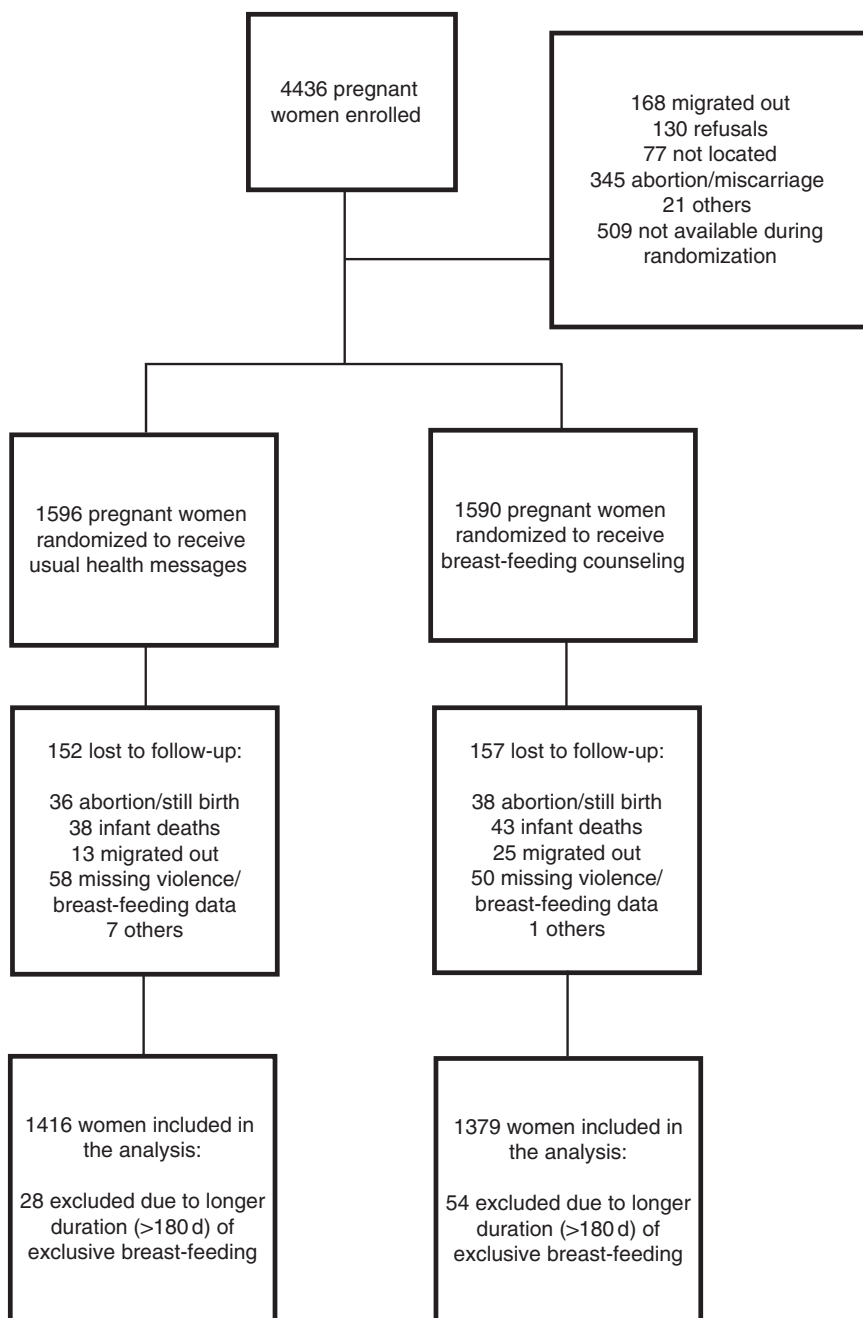 4436 pregnant
women enrolled
168 migrated out
130 refusals
77 not located
345 abortion/miscarriage
21 others
509 not available during
randomization
1596 pregnant women
randomized to receive
usual health messages
1590 pregnant women
randomized to receive
breast-feeding counseling
152 lost to follow-up:
36 abortion/still birth
38 infant deaths
13 migrated out
58 missing violence/
breast-feeding data
7 others
157 lost to follow-up:
38 abortion/still birth
43 infant deaths
25 migrated out
50 missing violence/
breast-feeding data
1 others
1416 women included in
the analysis:
28 excluded due to longer
duration (>180 d) of
exclusive breast-feeding
1379 women included in
the analysis:
54 excluded due to longer
duration (>180 d) of
exclusive breast-feeding